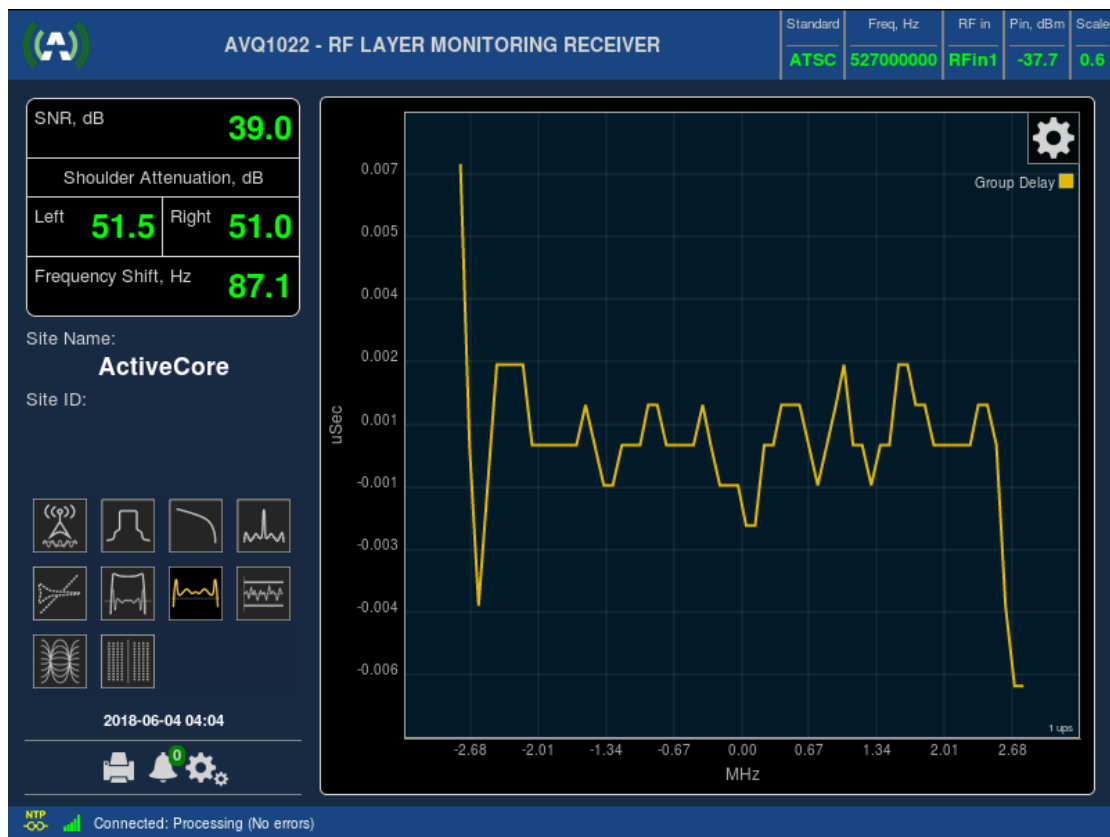 AVQ1022 - RF LAYER MONITORING RECEIVER
Standard
ATSC
Freq, Hz
527000000
RF in
RFin1
Pin, dBm
-37.7
Scale
0.6
SNR, dB
39.0
Shoulder Attenuation, dB
Left
51.5
Right
51.0
Frequency Shift, Hz
87.1
Site Name:
ActiveCore
Site ID:
2018-06-04 04:04
0
Group Delay
0.007
0.005
0.004
0.002
0.001
-0.001
-0.003
-0.004
-0.006
uSec
1 ups
-2.68 -2.01 -1.34 -0.67 0.00 0.67 1.34 2.01 2.68
MHz
NTP
Connected: Processing (No errors)